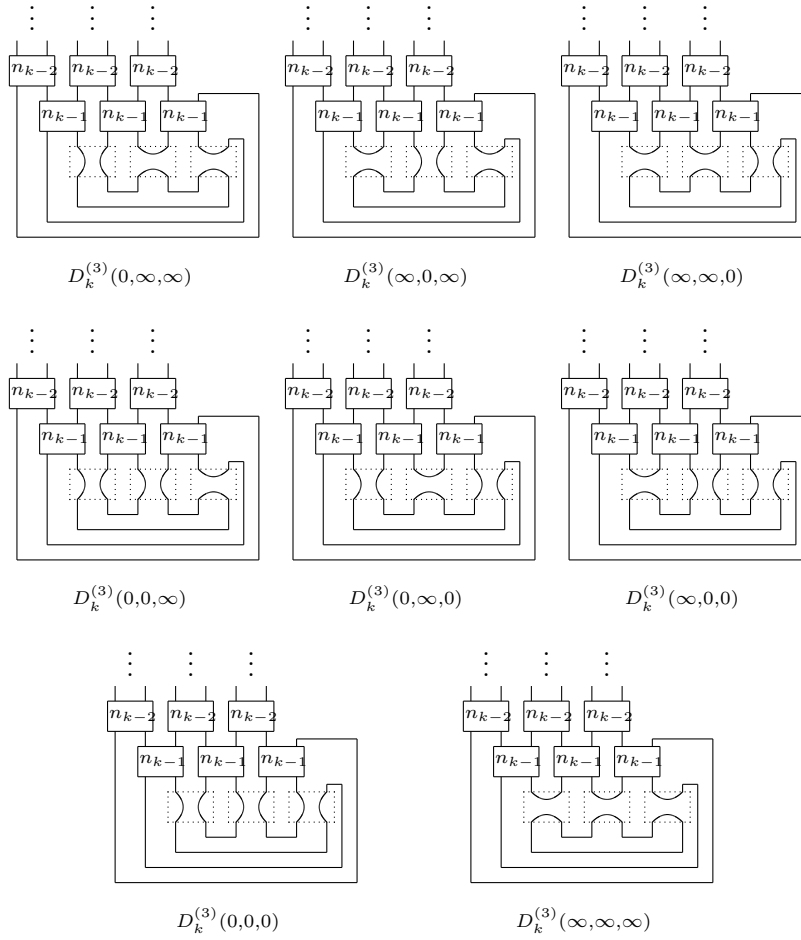 n_{k-2} n_{k-2} n_{k-2} n_{k-2} n_{k-2} n_{k-2} n_{k-2} n_{k-2} n_{k-2}
n_{k-1} n_{k-1} n_{k-1} n_{k-1} n_{k-1} n_{k-1} n_{k-1} n_{k-1} n_{k-1}
D_k^{(3)}(0,∞,∞) D_k^{(3)}(∞,0,∞) D_k^{(3)}(∞,∞,0)
n_{k-2} n_{k-2} n_{k-2} n_{k-2} n_{k-2} n_{k-2} n_{k-2} n_{k-2} n_{k-2}
n_{k-1} n_{k-1} n_{k-1} n_{k-1} n_{k-1} n_{k-1} n_{k-1} n_{k-1} n_{k-1}
D_k^{(3)}(0,0,∞) D_k^{(3)}(0,∞,0) D_k^{(3)}(∞,0,0)
n_{k-2} n_{k-2} n_{k-2} n_{k-2} n_{k-2} n_{k-2}
n_{k-1} n_{k-1} n_{k-1} n_{k-1} n_{k-1} n_{k-1}
D_k^{(3)}(0,0,0) D_k^{(3)}(∞,∞,∞)